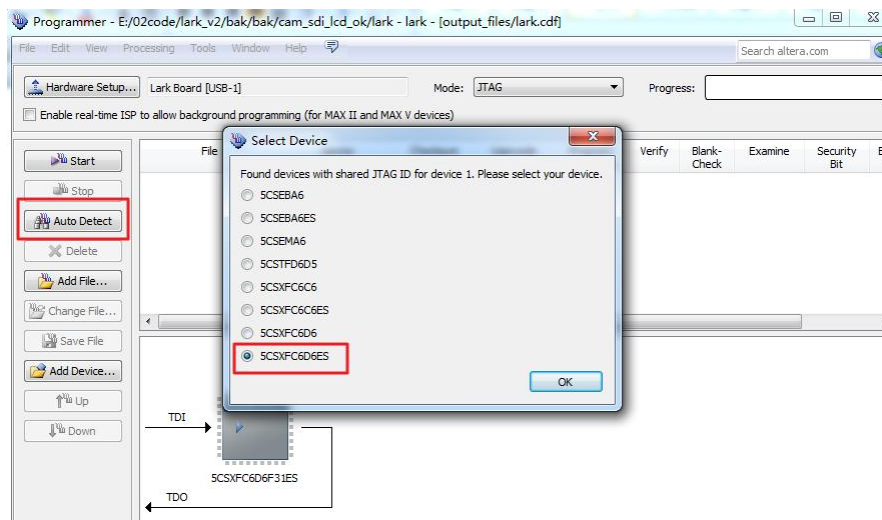 Programmer - E:/02code/lark_v2/bak/bak/cam_sdi_lcd_ok/lark - lark - [output_files/lark.cdf]
File Edit View Processing Tools Window Help
Search altera.com
Hardware Setup... Lark Board [USB-1] Mode: JTAG Progress:
Enable real-time ISP to allow background programming (for MAX II and MAX V devices)
Start
Stop
Auto Detect
Delete
Add File...
Change File...
Save File
Add Device...
Up
Down
File Verify Blank-Check Examine Security Bit
Select Device
Found devices with shared JTAG ID for device 1. Please select your device.
5CSEBA6
5CSEBA6ES
5CSEMA6
5CSTFD6D5
5CSXFC6C6
5CSXFC6C6ES
5CSXFC6D6
5CSXFC6D6ES
OK
TDI
5CSXFC6D6F31ES
TDO